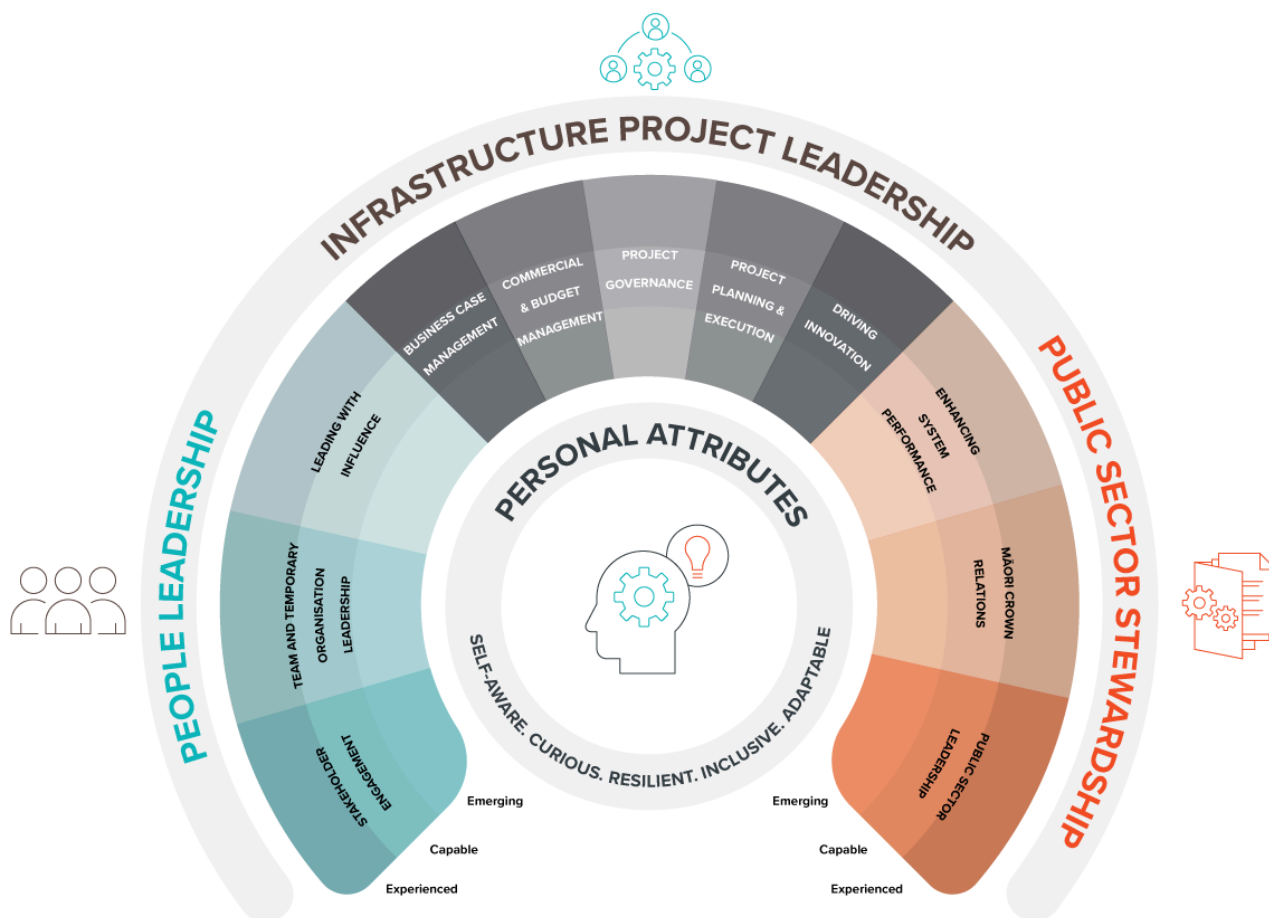 INFRASTRUCTURE PROJECT LEADERSHIP
PEOPLE LEADERSHIP
PUBLIC SECTOR STEWARDSHIP
STAKEHOLDER
ENGAGEMENT
TEAM AND TEMPORARY
ORGANISATION
LEADERSHIP
LEADING WITH
INFLUENCE
BUSINESS CASE
MANAGEMENT
COMMERCIAL
& BUDGET
MANAGEMENT
PROJECT
GOVERNANCE
PROJECT
PLANNING &
EXECUTION
DRIVING
INNOVATION
ENHANCING
SYSTEM
PERFORMANCE
MĀORI CROWN
RELATIONS
PUBLIC SECTOR
LEADERSHIP
PERSONAL ATTRIBUTES
SELF-AWARE. CURIOUS. RESILIENT. INCLUSIVE. ADAPTABLE
Emerging
Capable
Experienced
Emerging
Capable
Experienced